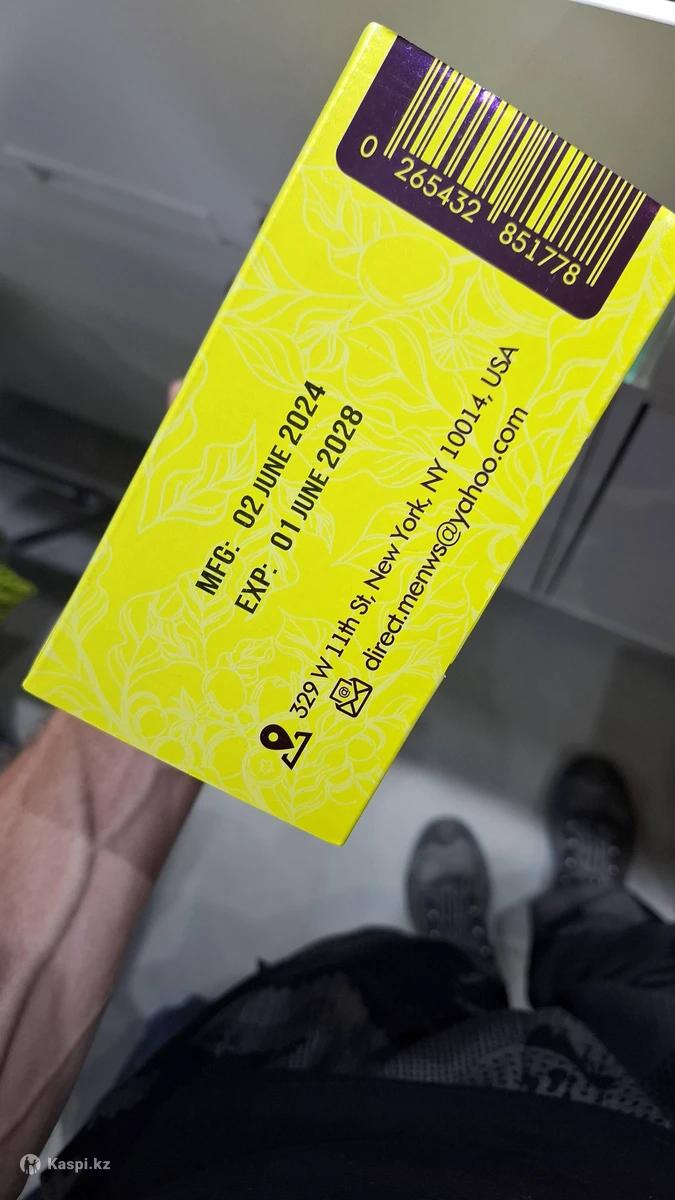 0 265432 851778
MFG: 02 JUNE 2024
EXP: 01 JUNE 2028
329 W 11th St, New York, NY 10014, USA
direct.menws@yahoo.com
Kaspi.kz